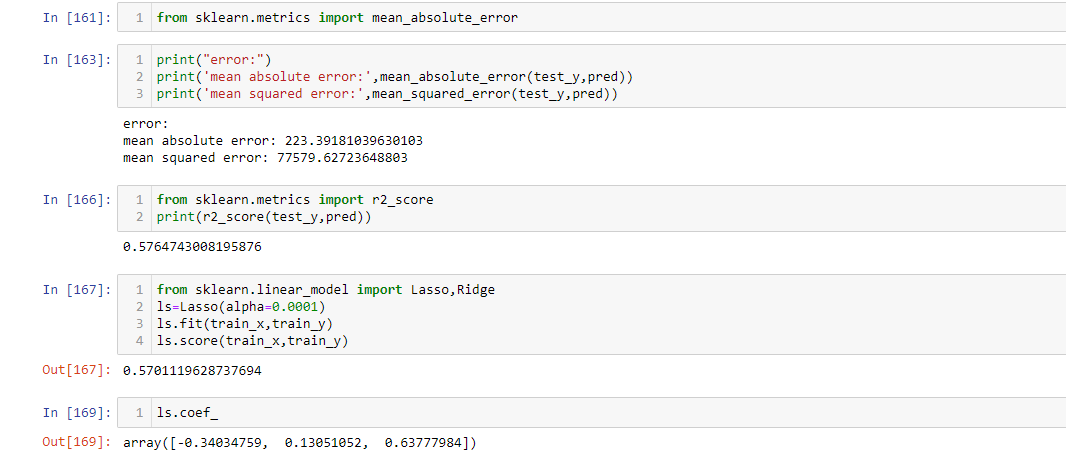 In [161]: 1 from sklearn.metrics import mean_absolute_error
In [163]: 1 print("error:")
2 print('mean absolute error:',mean_absolute_error(test_y,pred))
3 print('mean squared error:',mean_squared_error(test_y,pred))
error:
mean absolute error: 223.39181039630103
mean squared error: 77579.62723648803
In [166]: 1 from sklearn.metrics import r2_score
2 print(r2_score(test_y,pred))
0.5764743008195876
In [167]: 1 from sklearn.linear_model import Lasso,Ridge
2 ls=Lasso(alpha=0.0001)
3 ls.fit(train_x,train_y)
4 ls.score(train_x,train_y)
Out[167]: 0.5701119628737694
In [169]: 1 ls.coef_
Out[169]: array([-0.34034759,  0.13051052,  0.63777984])